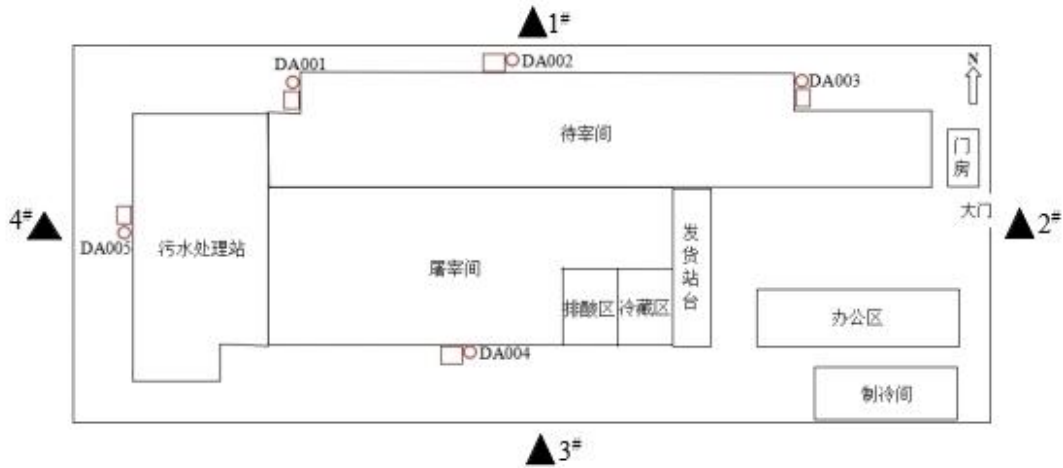 1#
DA001
DA002
DA003
N
待宰间
门房
大门
4#
2#
DA005
污水处理站
屠宰间
发货站台
排酸区
冷藏区
办公区
DA004
制冷间
3#